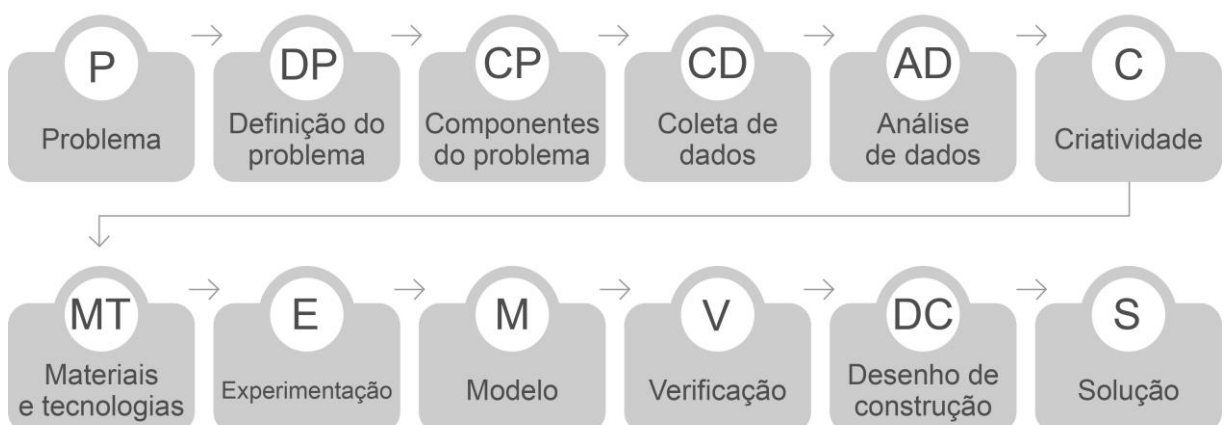 P
Problema
DP
Definição do
problema
CP
Componentes
do problema
CD
Coleta de
dados
AD
Análise
de dados
C
Criatividade
MT
Materiais
e tecnologias
E
Experimentação
M
Modelo
V
Verificação
DC
Desenho de
construção
S
Solução